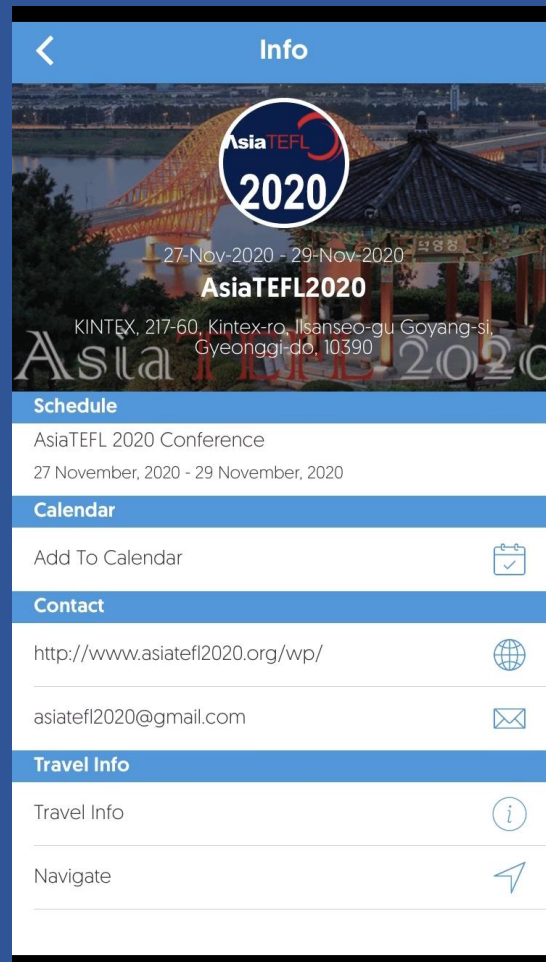 Info
AsiaTEFL
2020
27-Nov-2020 - 29-Nov-2020
AsiaTEFL2020
KINTEX, 217-60, Kintex-ro, Ilsanseo-gu Goyang-si,
Gyeonggi-do, 10390
Asia TEFL 2020
Schedule
AsiaTEFL 2020 Conference
27 November, 2020 - 29 November, 2020
Calendar
Add To Calendar
Contact
http://www.asiatefl2020.org/wp/
asiatefl2020@gmail.com
Travel Info
Travel Info
Navigate